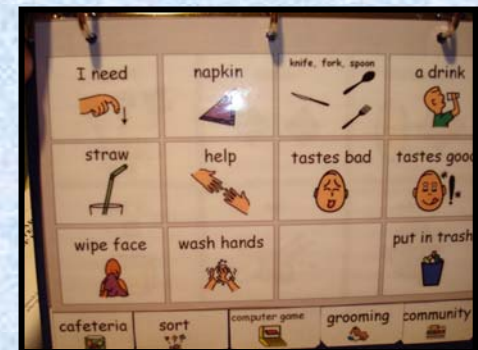 I need
napkin
knife, fork, spoon
a drink
straw
help
tastes bad
tastes good
wipe face
wash hands
put in trash
cafeteria
sort
computer game
grooming
community